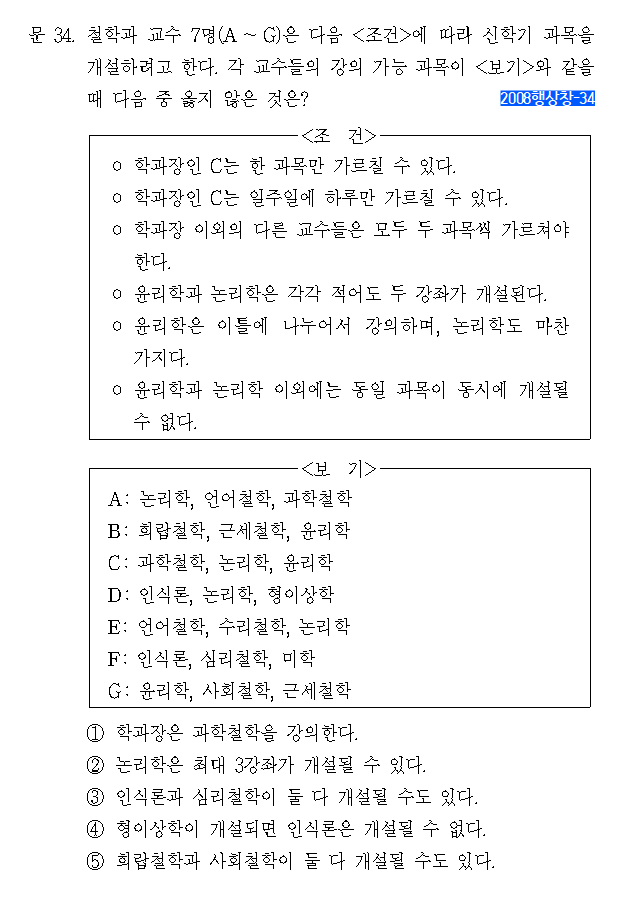 문 34. 철학과 교수 7명(A ~ G)은 다음 <조건>에 따라 신학기 과목을
개설하려고 한다. 각 교수들의 강의 가능 과목이 <보기>와 같을
때 다음 중 옳지 않은 것은? 2008행상창-34
<조 건>
○ 학과장인 C는 한 과목만 가르칠 수 있다.
○ 학과장인 C는 일주일에 하루만 가르칠 수 있다.
○ 학과장 이외의 다른 교수들은 모두 두 과목씩 가르쳐야
한다.
○ 윤리학과 논리학은 각각 적어도 두 강좌가 개설된다.
○ 윤리학은 이틀에 나누어서 강의하며, 논리학도 마찬
가지다.
○ 윤리학과 논리학 이외에는 동일 과목이 동시에 개설될
수 없다.
<보 기>
A: 논리학, 언어철학, 과학철학
B: 희랍철학, 근세철학, 윤리학
C: 과학철학, 논리학, 윤리학
D: 인식론, 논리학, 형이상학
E: 언어철학, 수리철학, 논리학
F: 인식론, 심리철학, 미학
G: 윤리학, 사회철학, 근세철학
① 학과장은 과학철학을 강의한다.
② 논리학은 최대 3강좌가 개설될 수 있다.
③ 인식론과 심리철학이 둘 다 개설될 수도 있다.
④ 형이상학이 개설되면 인식론은 개설될 수 없다.
⑤ 희랍철학과 사회철학이 둘 다 개설될 수도 있다.